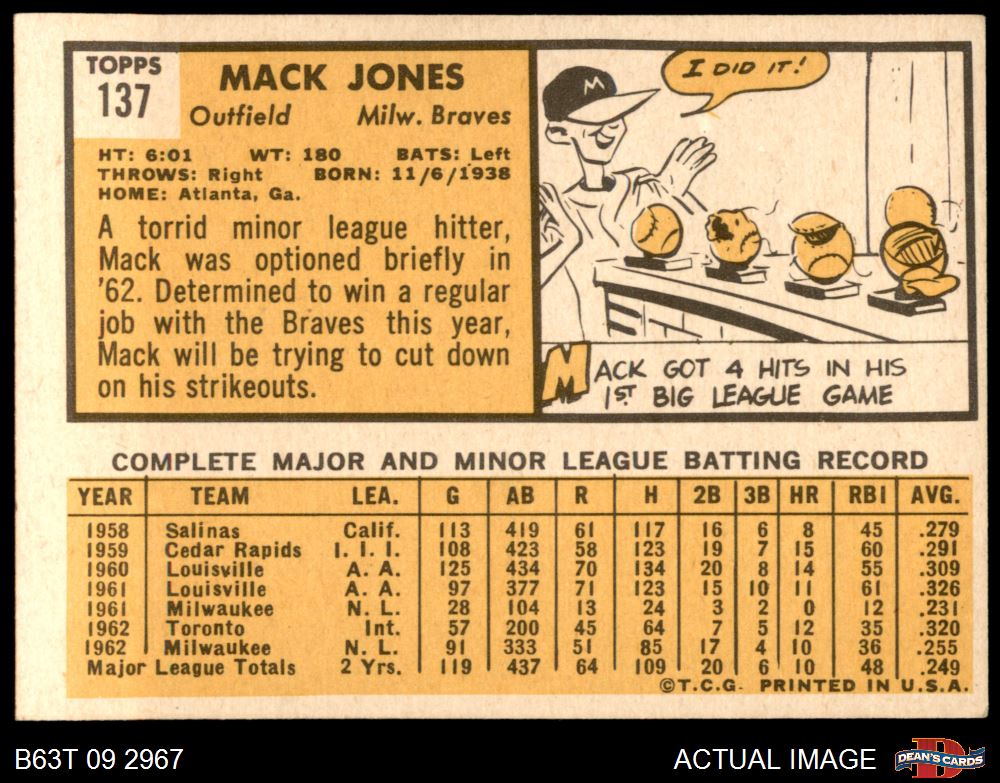 TOPPS
137
MACK JONES
Outfield Milw. Braves
HT: 6:01 WT: 180 BATS: Left
THROWS: Right BORN: 11/6/1938
HOME: Atlanta, Ga.
A torrid minor league hitter,
Mack was optioned briefly in
'62. Determined to win a regular
job with the Braves this year,
Mack will be trying to cut down
on his strikeouts.
M
I DID IT!
MACK GOT 4 HITS IN HIS
1ST BIG LEAGUE GAME
COMPLETE MAJOR AND MINOR LEAGUE BATTING RECORD
YEAR TEAM LEA. G AB R H 2B 3B HR RBI AVG.
1958 Salinas Calif. 113 419 61 117 16 6 8 45 .279
1959 Cedar Rapids I. I. I. 108 423 58 123 19 7 15 60 .291
1960 Louisville A. A. 125 434 70 134 20 8 14 55 .309
1961 Louisville A. A. 97 377 71 123 15 10 11 61 .326
1961 Milwaukee N. L. 28 104 13 24 3 2 0 12 .231
1962 Toronto Int. 57 200 45 64 7 5 12 35 .320
1962 Milwaukee N. L. 91 333 51 85 17 4 10 36 .255
Major League Totals 2 Yrs. 119 437 64 109 20 6 10 48 .249
©T.C.G. PRINTED IN U.S.A.
B63T 09 2967 ACTUAL IMAGE
D
DEAN'S CARDS